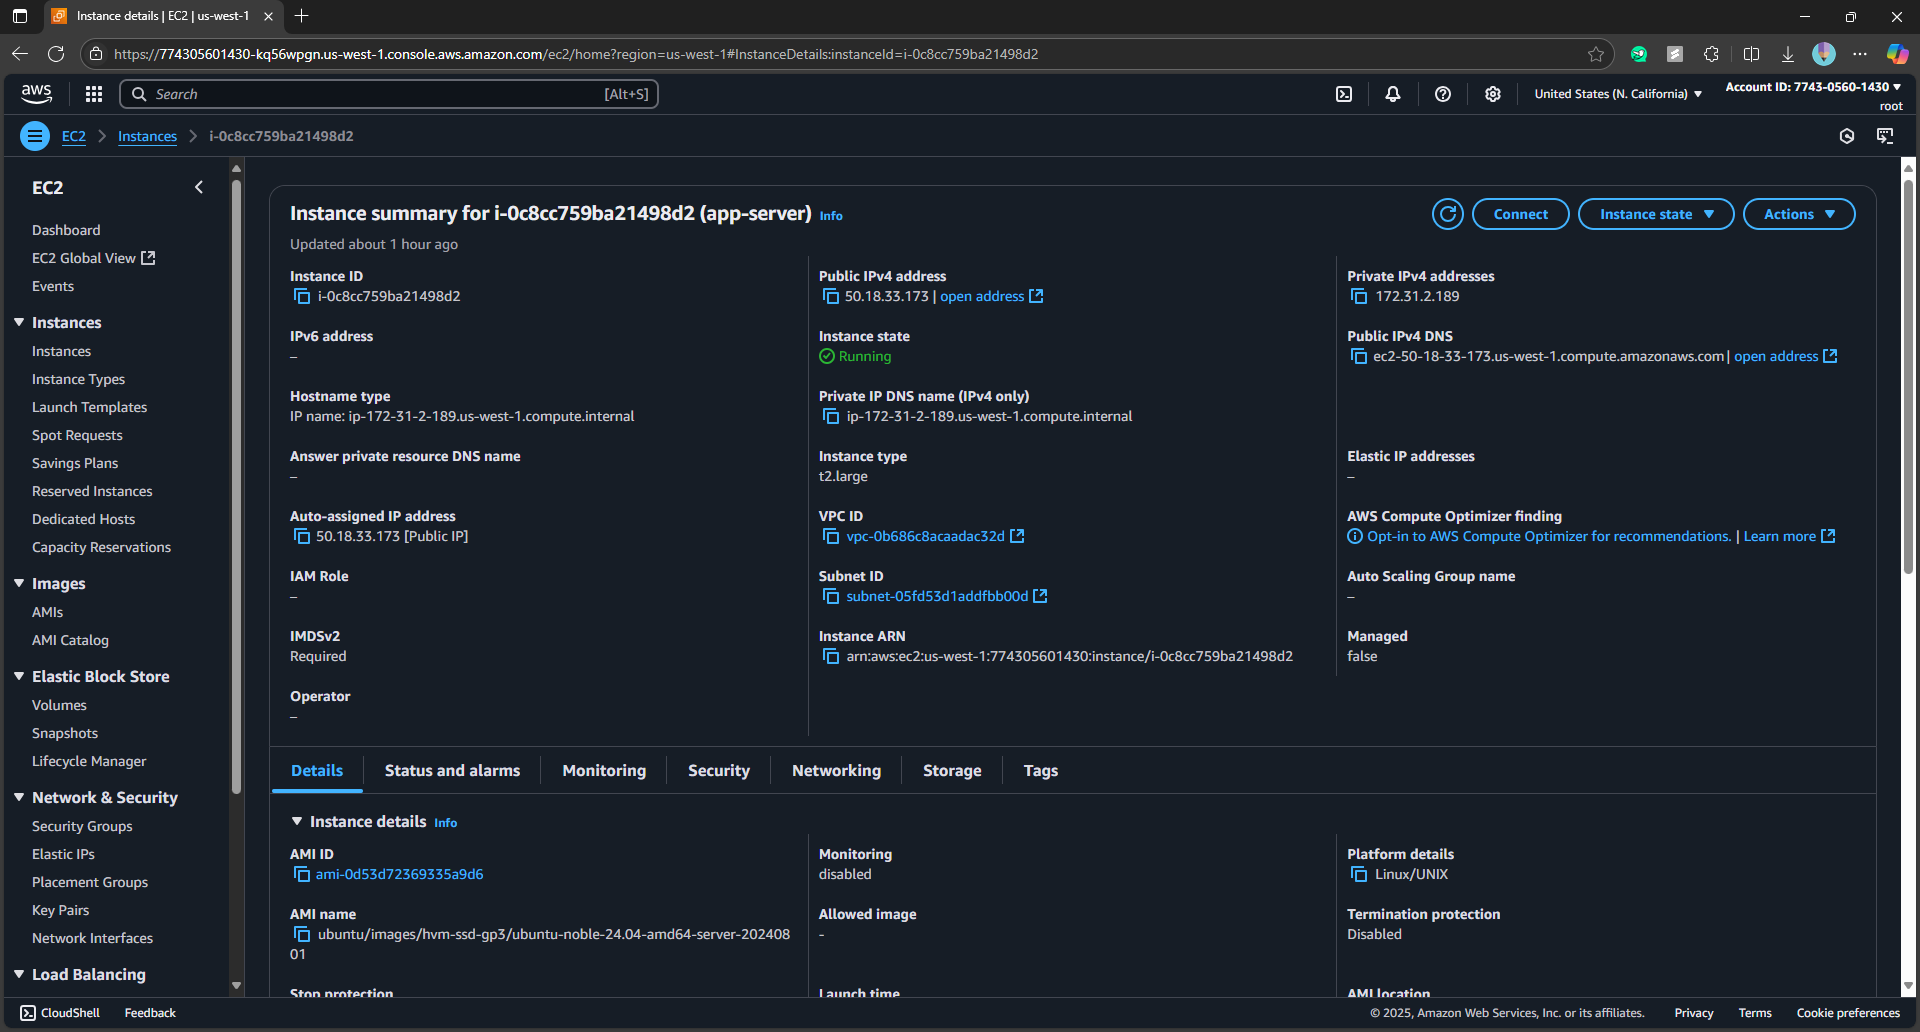 Instance details | EC2 | us-west-1
https://774305601430-kq56wpgn.us-west-1.console.aws.amazon.com/ec2/home?region=us-west-1#InstanceDetails:instanceId=i-0c8cc759ba21498d2
aws
Search
[Alt+S]
United States (N. California)
Account ID: 7743-0560-1430
root
EC2
Instances
i-0c8cc759ba21498d2
EC2
Dashboard
EC2 Global View
Events
Instances
Instances
Instance Types
Launch Templates
Spot Requests
Savings Plans
Reserved Instances
Dedicated Hosts
Capacity Reservations
Images
AMIs
AMI Catalog
Elastic Block Store
Volumes
Snapshots
Lifecycle Manager
Network & Security
Security Groups
Elastic IPs
Placement Groups
Key Pairs
Network Interfaces
Load Balancing
Instance summary for i-0c8cc759ba21498d2 (app-server) Info
Updated about 1 hour ago
Connect
Instance state
Actions
Instance ID
i-0c8cc759ba21498d2
Public IPv4 address
50.18.33.173 | open address
Private IPv4 addresses
172.31.2.189
IPv6 address
–
Instance state
Running
Public IPv4 DNS
ec2-50-18-33-173.us-west-1.compute.amazonaws.com | open address
Hostname type
IP name: ip-172-31-2-189.us-west-1.compute.internal
Private IP DNS name (IPv4 only)
ip-172-31-2-189.us-west-1.compute.internal
Answer private resource DNS name
–
Instance type
t2.large
Elastic IP addresses
–
Auto-assigned IP address
50.18.33.173 [Public IP]
VPC ID
vpc-0b686c8acaadac32d
AWS Compute Optimizer finding
Opt-in to AWS Compute Optimizer for recommendations. | Learn more
IAM Role
–
Subnet ID
subnet-05fd53d1addfbb00d
Auto Scaling Group name
–
IMDSv2
Required
Instance ARN
arn:aws:ec2:us-west-1:774305601430:instance/i-0c8cc759ba21498d2
Managed
false
Operator
–
Details
Status and alarms
Monitoring
Security
Networking
Storage
Tags
Instance details Info
AMI ID
ami-0d53d72369335a9d6
Monitoring
disabled
Platform details
Linux/UNIX
AMI name
ubuntu/images/hvm-ssd-gp3/ubuntu-noble-24.04-amd64-server-202408
01
Allowed image
-
Termination protection
Disabled
Stop protection
Launch time
AMI location
CloudShell
Feedback
© 2025, Amazon Web Services, Inc. or its affiliates.
Privacy
Terms
Cookie preferences